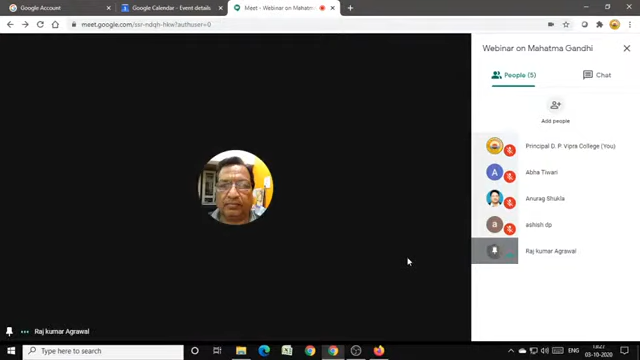 Google Account
Google Calendar - Event details
Meet - Webinar on Mahatma
meet.google.com/ssr-ndqh-hkw?authuser=0
Webinar on Mahatma Gandhi
People (5)
Chat
Add people
Principal D. P. Vipra College (You)
A
Abha Tiwari
Anurag Shukla
a
ashish dp
Raj kumar Agrawal
Raj kumar Agrawal
Type here to search
ENG
18:27
03-10-2020